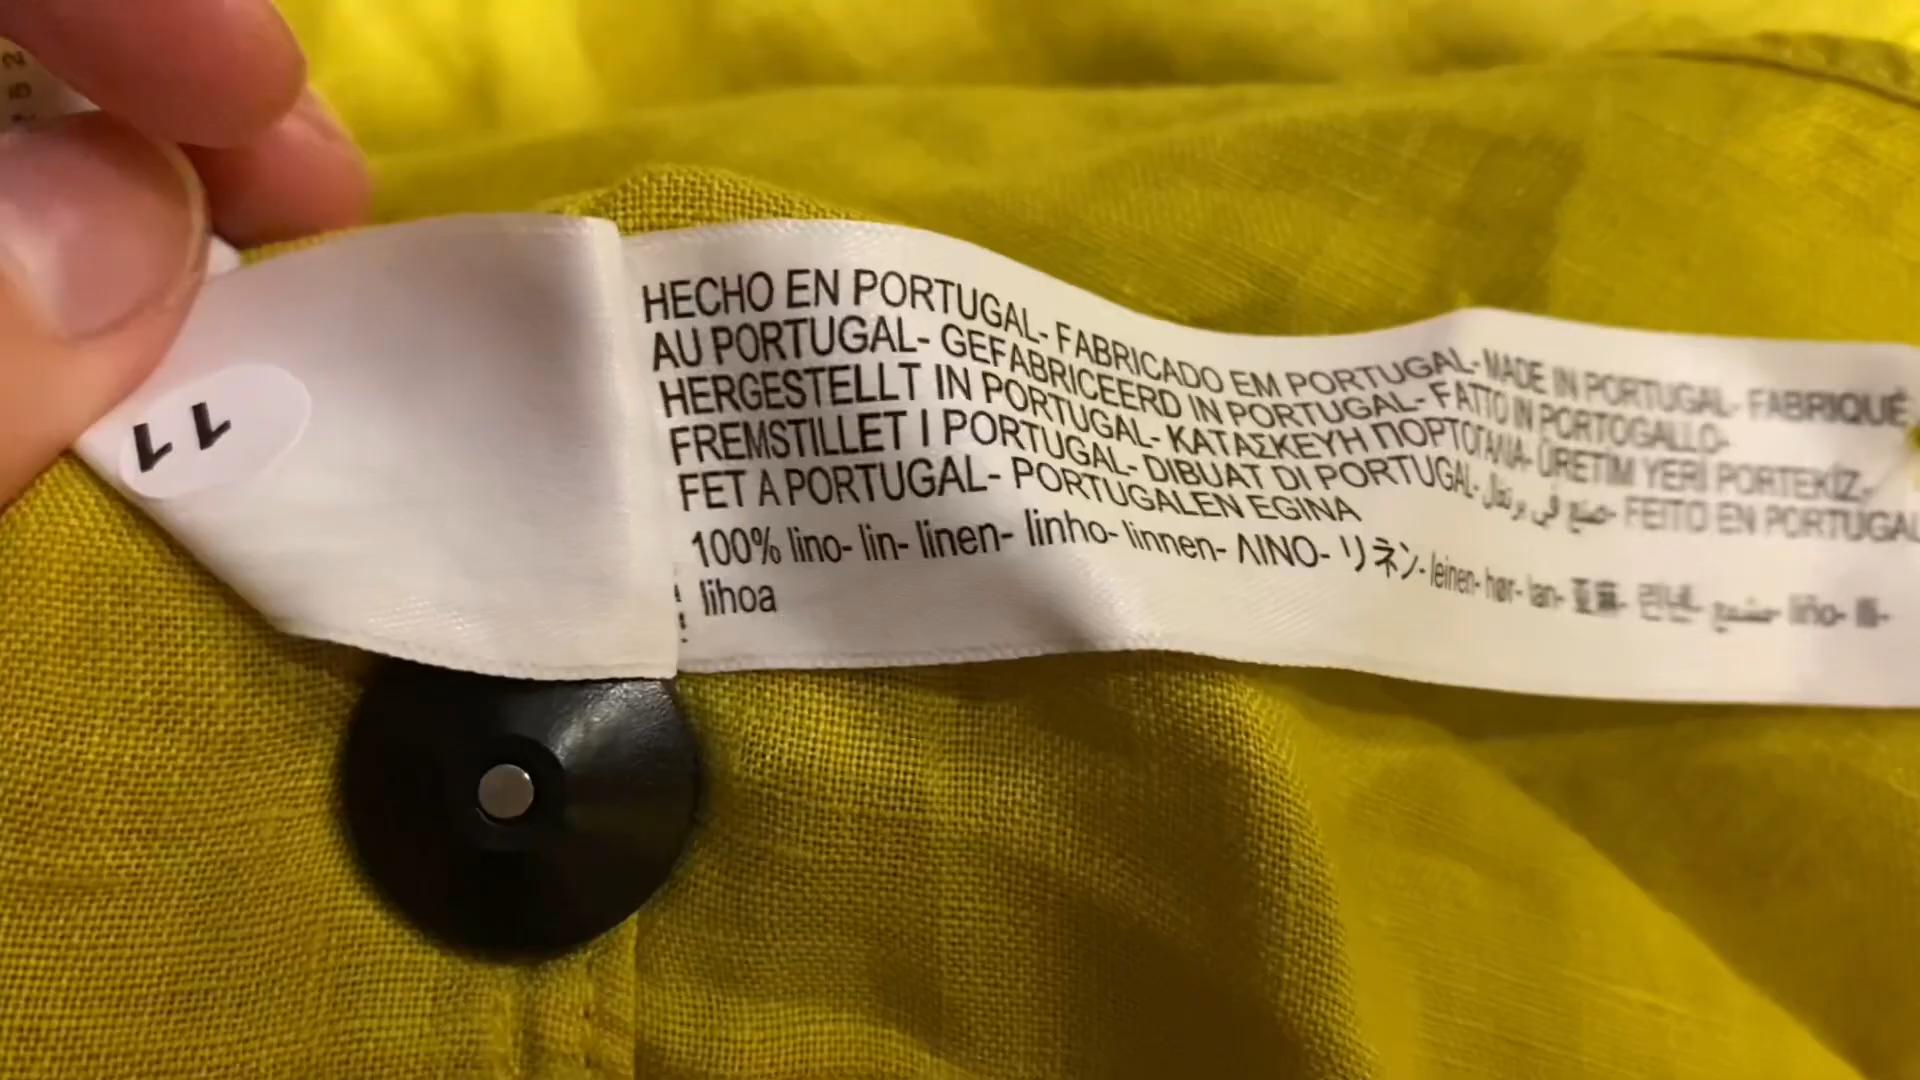 11
HECHO EN PORTUGAL- FABRICADO EM PORTUGAL- MADE IN PORTUGAL- FABRIQUÉ
AU PORTUGAL- GEFABRICEERD IN PORTUGAL- FATTO IN PORTOGALLO-
HERGESTELLT IN PORTUGAL- ΚΑΤΑΣΚΕΥΗ ΠΟΡΤΟΓΑΛΙΑ- ÜRETİM YERİ PORTEKİZ-
FREMSTILLET I PORTUGAL- DIBUAT DI PORTUGAL- صنع في برتغال- FEITO EN PORTUGAL
FET A PORTUGAL- PORTUGALEN EGINA
100% lino- lin- linen- linho- linnen- ΛΙΝΟ- リネン- leinen- hør- lan- 亚麻- 린넨- liño- lli-
lihoa